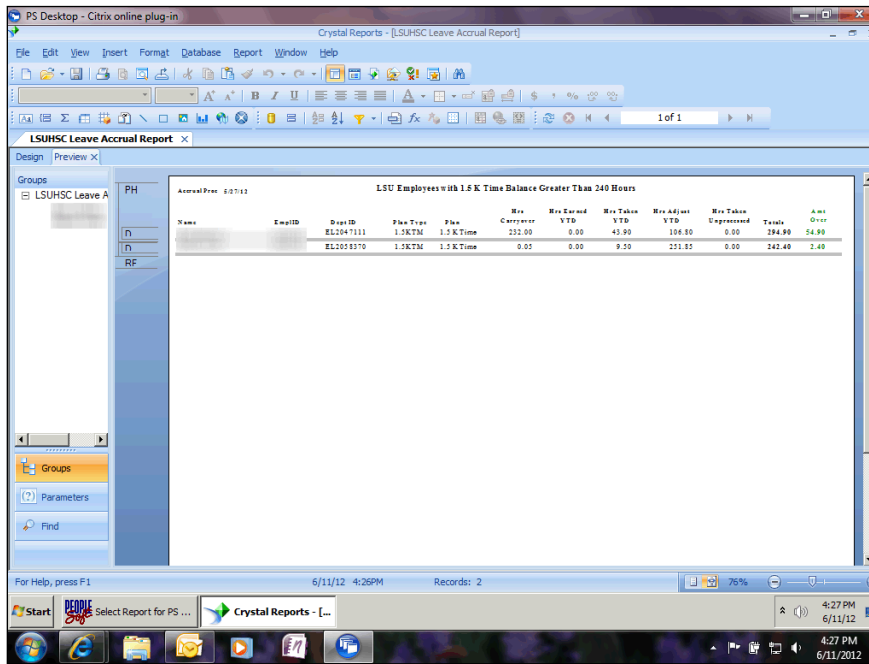 PS Desktop - Citrix online plug-in
Crystal Reports - [LSUHSC Leave Accrual Report]
File Edit View Insert Format Database Report Window Help
1 of 1
LSUHSC Leave Accrual Report
Design Preview
Groups
LSUHSC Leave A
PH
Accrual Proc 5/27/12 LSU Employees with 1.5 K Time Balance Greater Than 240 Hours
Hrs Hrs Earned Hrs Taken Hrs Adjust Hrs Taken Amt
Name EmplID Dept ID Plan Type Plan Carryover YTD YTD YTD Unprocessed Totals Over
EL2047111 1.5KTM 1.5 K Time 232.00 0.00 43.90 106.80 0.00 294.90 54.90
EL2058370 1.5KTM 1.5 K Time 0.05 0.00 9.50 251.85 0.00 242.40 2.40
RF
Groups
Parameters
Find
For Help, press F1 6/11/12 4:26PM Records: 2 76%
Start PEOPLE Soft Select Report for PS ... Crystal Reports - [... 4:27 PM
6/11/12
4:27 PM
6/11/2012